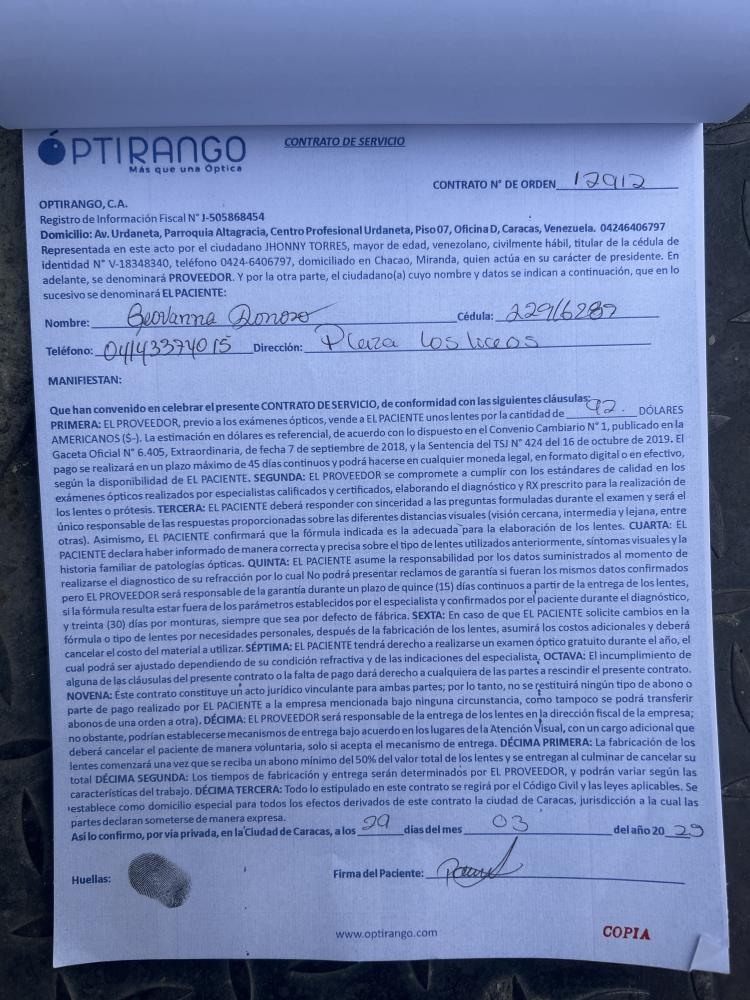 ÓPTIRANGO
Más que una Óptica
CONTRATO DE SERVICIO
CONTRATO N° DE ORDEN 12912
OPTIRANGO, C.A.
Registro de Información Fiscal N° J-505868454
Domicilio: Av. Urdaneta, Parroquia Altagracia, Centro Profesional Urdaneta, Piso 07, Oficina D, Caracas, Venezuela. 04246406797
Representada en este acto por el ciudadano JHONNY TORRES, mayor de edad, venezolano, civilmente hábil, titular de la cédula de
identidad N° V-18348340, teléfono 0424-6406797, domiciliado en Chacao, Miranda, quien actúa en su carácter de presidente. En
adelante, se denominará PROVEEDOR. Y por la otra parte, el ciudadano(a) cuyo nombre y datos se indican a continuación, que en lo
sucesivo se denominará EL PACIENTE:
Nombre: Geovanna Donoso Cédula: 22916289
Teléfono: 04143374015 Dirección: Plaza los liceos
MANIFIESTAN:
Que han convenido en celebrar el presente CONTRATO DE SERVICIO, de conformidad con las siguientes cláusulas:
PRIMERA: EL PROVEEDOR, previo a los exámenes ópticos, vende a EL PACIENTE unos lentes por la cantidad de 92. DÓLARES
AMERICANOS ($-). La estimación en dólares es referencial, de acuerdo con lo dispuesto en el Convenio Cambiario N° 1, publicado en la
Gaceta Oficial N° 6.405, Extraordinaria, de fecha 7 de septiembre de 2018, y la Sentencia del TSJ N° 424 del 16 de octubre de 2019. El
pago se realizará en un plazo máximo de 45 días continuos y podrá hacerse en cualquier moneda legal, en formato digital o en efectivo,
según la disponibilidad de EL PACIENTE. SEGUNDA: EL PROVEEDOR se compromete a cumplir con los estándares de calidad en los
exámenes ópticos realizados por especialistas calificados y certificados, elaborando el diagnóstico y RX prescrito para la realización de
los lentes o prótesis. TERCERA: EL PACIENTE deberá responder con sinceridad a las preguntas formuladas durante el examen y será el
único responsable de las respuestas proporcionadas sobre las diferentes distancias visuales (visión cercana, intermedia y lejana, entre
otras). Asimismo, EL PACIENTE confirmará que la fórmula indicada es la adecuada para la elaboración de los lentes. CUARTA: EL
PACIENTE declara haber informado de manera correcta y precisa sobre el tipo de lentes utilizados anteriormente, síntomas visuales y la
historia familiar de patologías ópticas. QUINTA: EL PACIENTE asume la responsabilidad por los datos suministrados al momento de
realizarse el diagnostico de su refracción por lo cual No podrá presentar reclamos de garantía si fueran los mismos datos confirmados
pero EL PROVEEDOR será responsable de la garantía durante un plazo de quince (15) días continuos a partir de la entrega de los lentes,
si la fórmula resulta estar fuera de los parámetros establecidos por el especialista y confirmados por el paciente durante el diagnóstico,
y treinta (30) días por monturas, siempre que sea por defecto de fábrica. SEXTA: En caso de que EL PACIENTE solicite cambios en la
fórmula o tipo de lentes por necesidades personales, después de la fabricación de los lentes, asumirá los costos adicionales y deberá
cancelar el costo del material a utilizar. SÉPTIMA: EL PACIENTE tendrá derecho a realizarse un examen óptico gratuito durante el año, el
cual podrá ser ajustado dependiendo de su condición refractiva y de las indicaciones del especialista. OCTAVA: El incumplimiento de
alguna de las cláusulas del presente contrato o la falta de pago dará derecho a cualquiera de las partes a rescindir el presente contrato.
NOVENA: Este contrato constituye un acto jurídico vinculante para ambas partes; por lo tanto, no se restituirá ningún tipo de abono o
parte de pago realizado por EL PACIENTE a la empresa mencionada bajo ninguna circunstancia, como tampoco se podrá transferir
abonos de una orden a otra). DÉCIMA: EL PROVEEDOR será responsable de la entrega de los lentes en la dirección fiscal de la empresa;
no obstante, podrían establecerse mecanismos de entrega bajo acuerdo en los lugares de la Atención Visual, con un cargo adicional que
deberá cancelar el paciente de manera voluntaria, solo si acepta el mecanismo de entrega. DÉCIMA PRIMERA: La fabricación de los
lentes comenzará una vez que se reciba un abono mínimo del 50% del valor total de los lentes y se entregan al culminar de cancelar su
total DÉCIMA SEGUNDA: Los tiempos de fabricación y entrega serán determinados por EL PROVEEDOR, y podrán variar según las
características del trabajo. DÉCIMA TERCERA: Todo lo estipulado en este contrato se regirá por el Código Civil y las leyes aplicables. Se
establece como domicilio especial para todos los efectos derivados de este contrato la ciudad de Caracas, jurisdicción a la cual las
partes declaran someterse de manera expresa.
Así lo confirmo, por vía privada, en la Ciudad de Caracas, a los 29 días del mes 03 del año 20 25
Huellas: Firma del Paciente:
www.optirango.com
COPIA